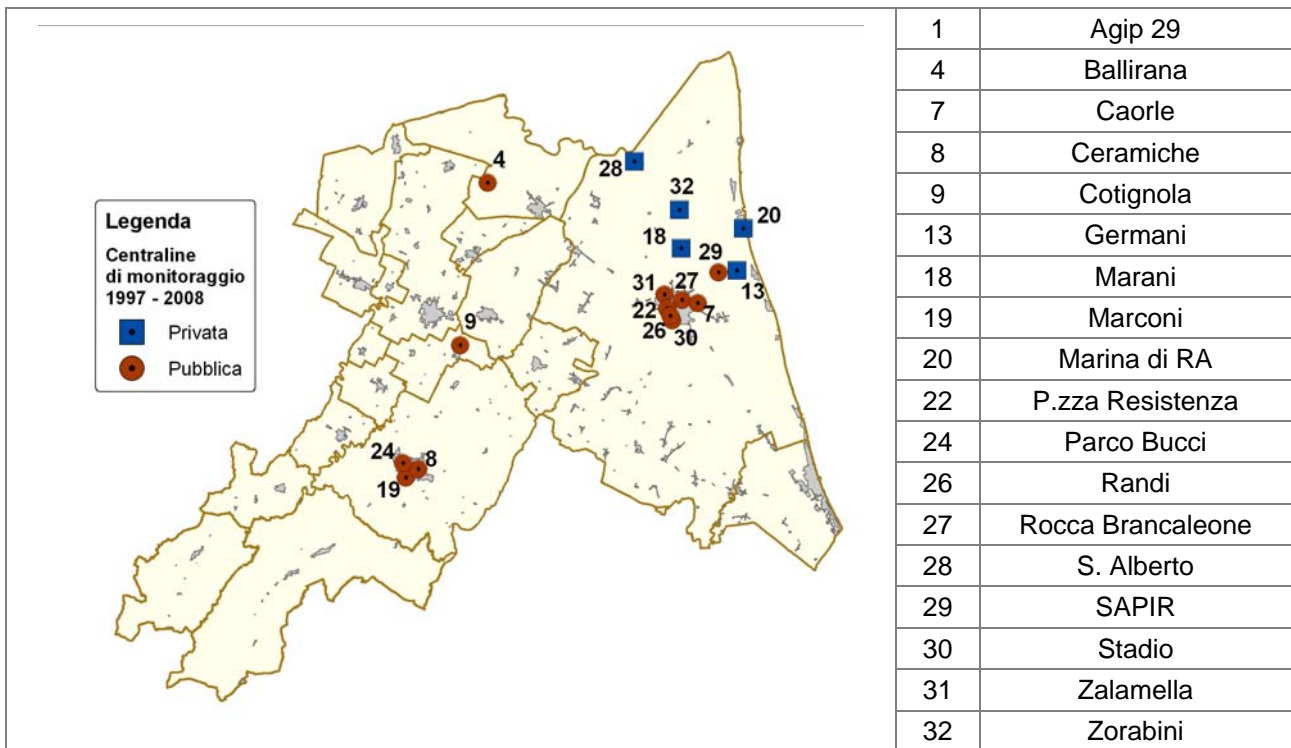 4
28
32
20
18
29
13
31
27
22
7
26
30
9
24
8
19
Legenda
Centraline
di monitoraggio
1997 - 2008
Privata
Pubblica
1 Agip 29
4 Ballirana
7 Caorle
8 Ceramiche
9 Cotignola
13 Germani
18 Marani
19 Marconi
20 Marina di RA
22 P.zza Resistenza
24 Parco Bucci
26 Randi
27 Rocca Brancaleone
28 S. Alberto
29 SAPIR
30 Stadio
31 Zalamella
32 Zorabini